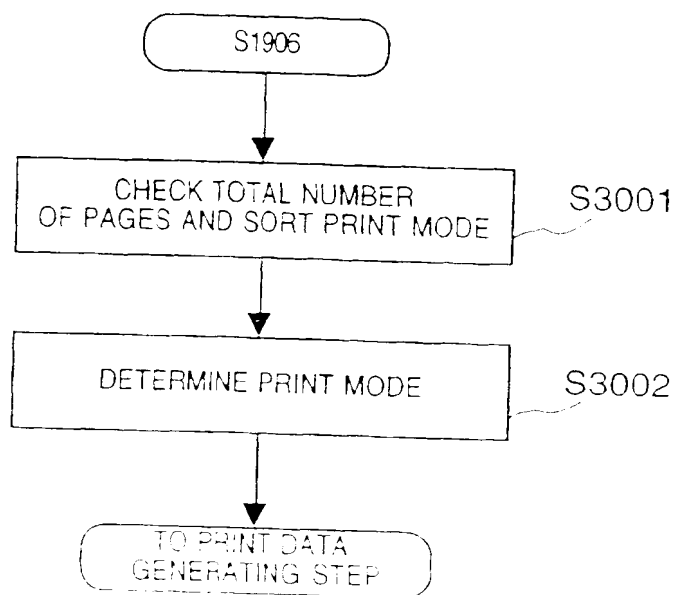 S1906
CHECK TOTAL NUMBER
OF PAGES AND SORT PRINT MODE
S3001
DETERMINE PRINT MODE
S3002
TO PRINT DATA
GENERATING STEP